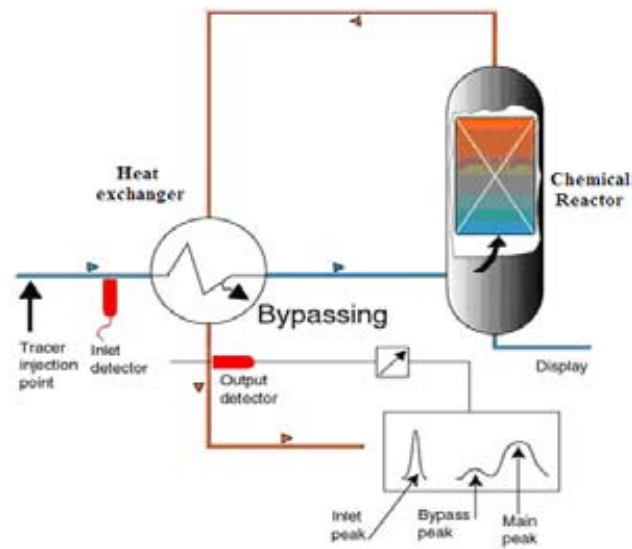 Heat
exchanger
Chemical
Reactor
Bypassing
Tracer
injection
point
Inlet
detector
Output
detector
Display
Inlet
peak
Bypass
peak
Main
peak